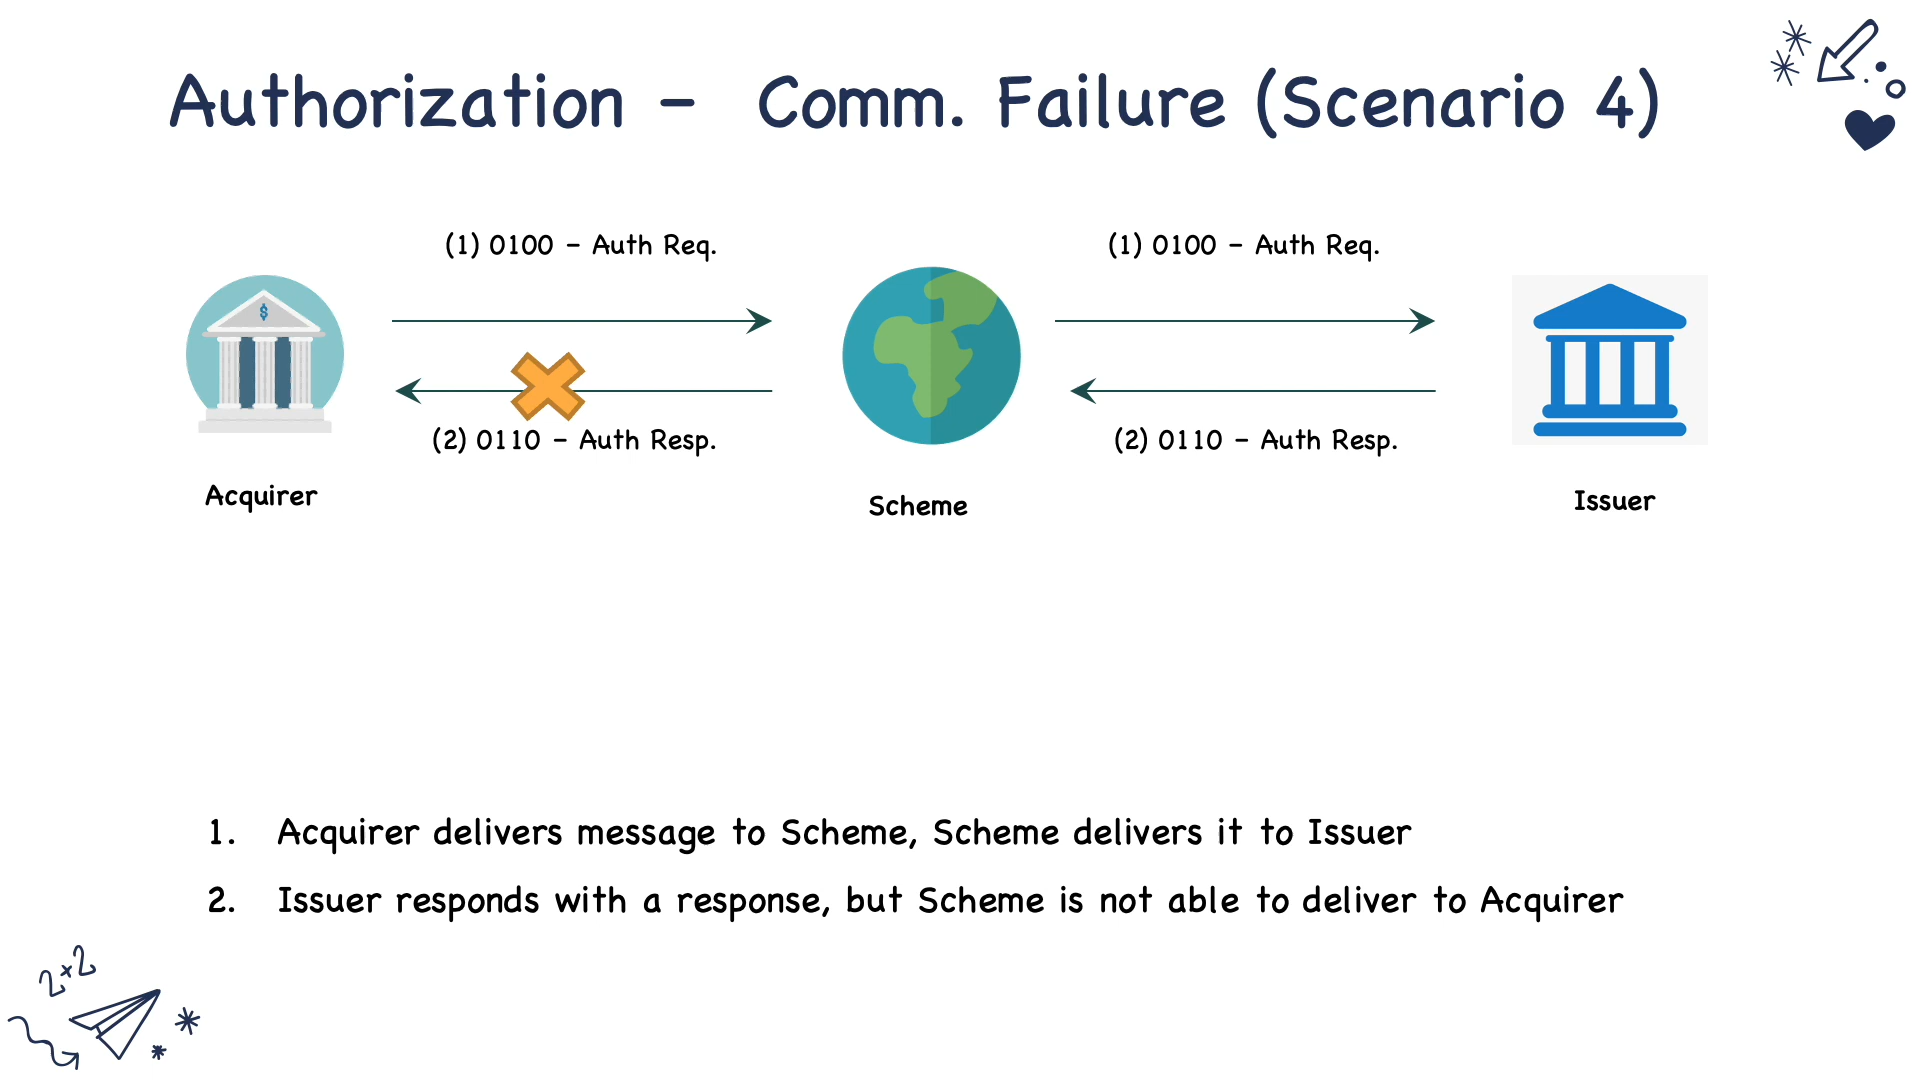 Authorization - Comm. Failure (Scenario 4)
(1) 0100 - Auth Req.
(1) 0100 - Auth Req.
$
(2) 0110 - Auth Resp.
(2) 0110 - Auth Resp.
Acquirer
Scheme
Issuer
1. Acquirer delivers message to Scheme, Scheme delivers it to Issuer
2. Issuer responds with a response, but Scheme is not able to deliver to Acquirer
2×2